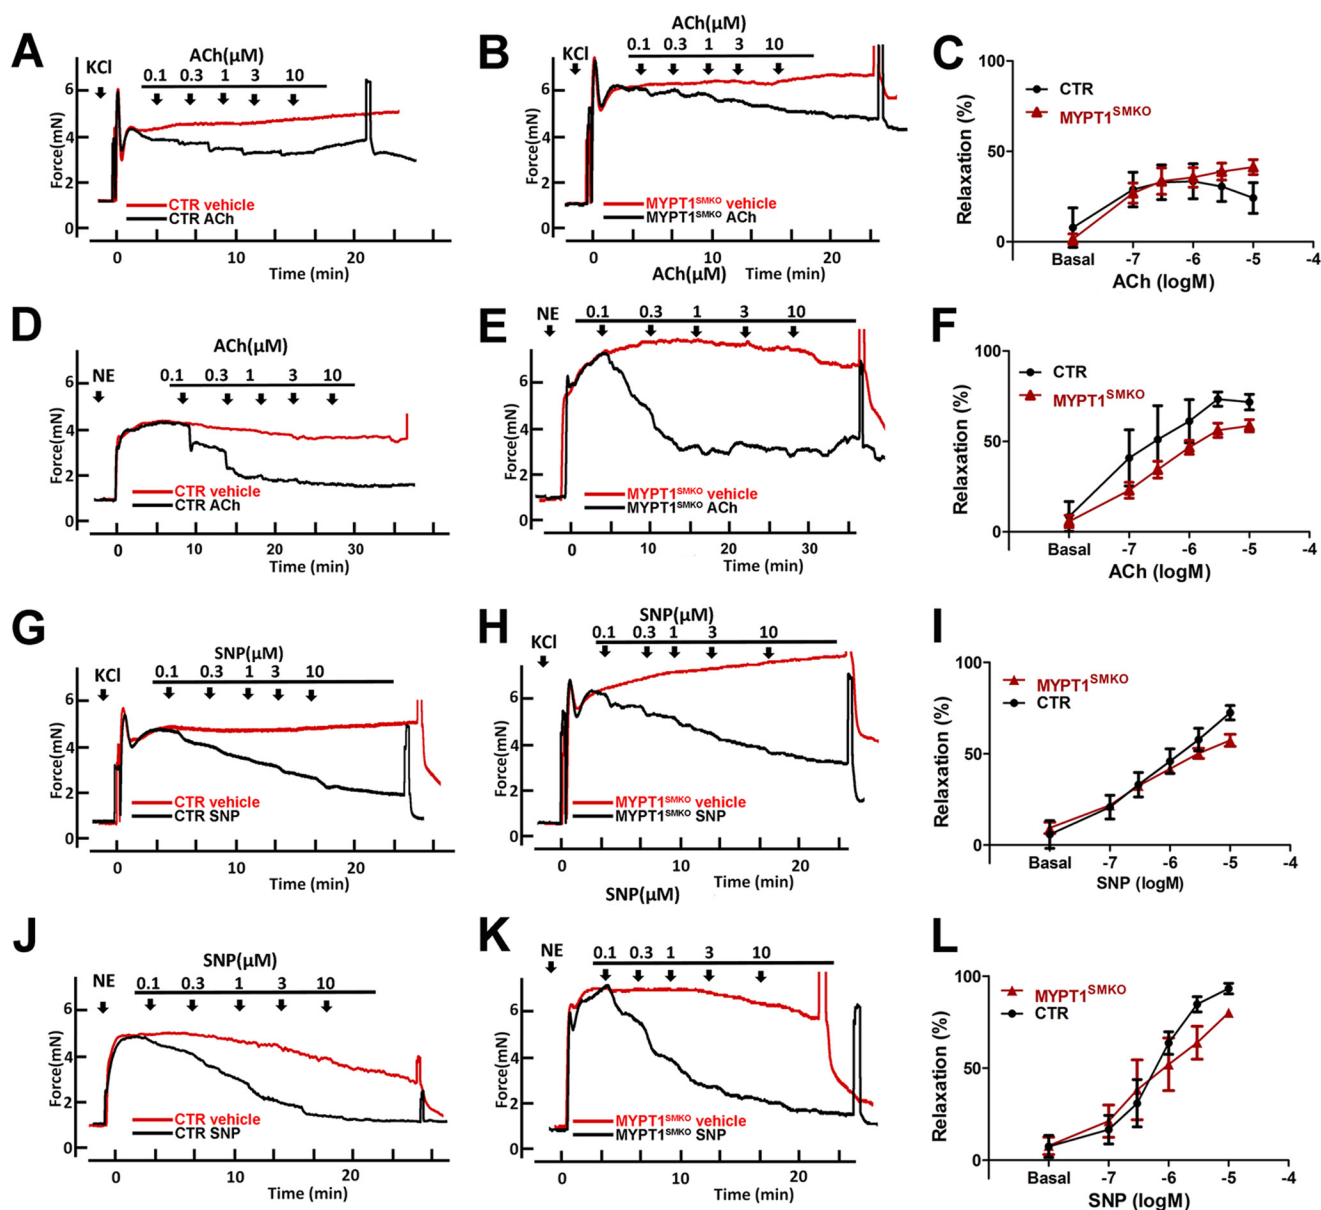 A
ACh(μM)
KCl
0.1 0.3 1 3 10
Force(mN)
6
4
2
0
CTR vehicle
CTR ACh
0 10 20
Time (min)
B
ACh(μM)
KCl
0.1 0.3 1 3 10
Force(mN)
6
4
2
0
MYPT1SMKO vehicle
MYPT1SMKO ACh
0 10 20
Time (min)
C
Relaxation (%)
100
50
0
CTR
MYPT1SMKO
Basal -7 -6 -5 -4
ACh (logM)
D
ACh(μM)
NE
0.1 0.3 1 3 10
Force(mN)
6
4
2
0
CTR vehicle
CTR ACh
0 10 20 30
Time (min)
E
ACh(μM)
NE
0.1 0.3 1 3 10
Force(mN)
6
4
2
0
MYPT1SMKO vehicle
MYPT1SMKO ACh
0 10 20 30
Time (min)
F
Relaxation (%)
100
50
0
CTR
MYPT1SMKO
Basal -7 -6 -5 -4
ACh (logM)
G
SNP(μM)
KCl
0.1 0.3 1 3 10
Force(mN)
6
4
2
0
CTR vehicle
CTR SNP
0 10 20
Time (min)
H
SNP(μM)
KCl
0.1 0.3 1 3 10
Force(mN)
6
4
2
0
MYPT1SMKO vehicle
MYPT1SMKO SNP
0 10 20
Time (min)
I
Relaxation (%)
100
50
0
MYPT1SMKO
CTR
Basal -7 -6 -5 -4
SNP (logM)
J
SNP(μM)
NE
0.1 0.3 1 3 10
Force(mN)
6
4
2
0
CTR vehicle
CTR SNP
0 10 20
Time (min)
K
SNP(μM)
NE
0.1 0.3 1 3 10
Force(mN)
6
4
2
0
MYPT1SMKO vehicle
MYPT1SMKO SNP
0 10 20
Time (min)
L
Relaxation (%)
100
50
0
MYPT1SMKO
CTR
Basal -7 -6 -5 -4
SNP (logM)